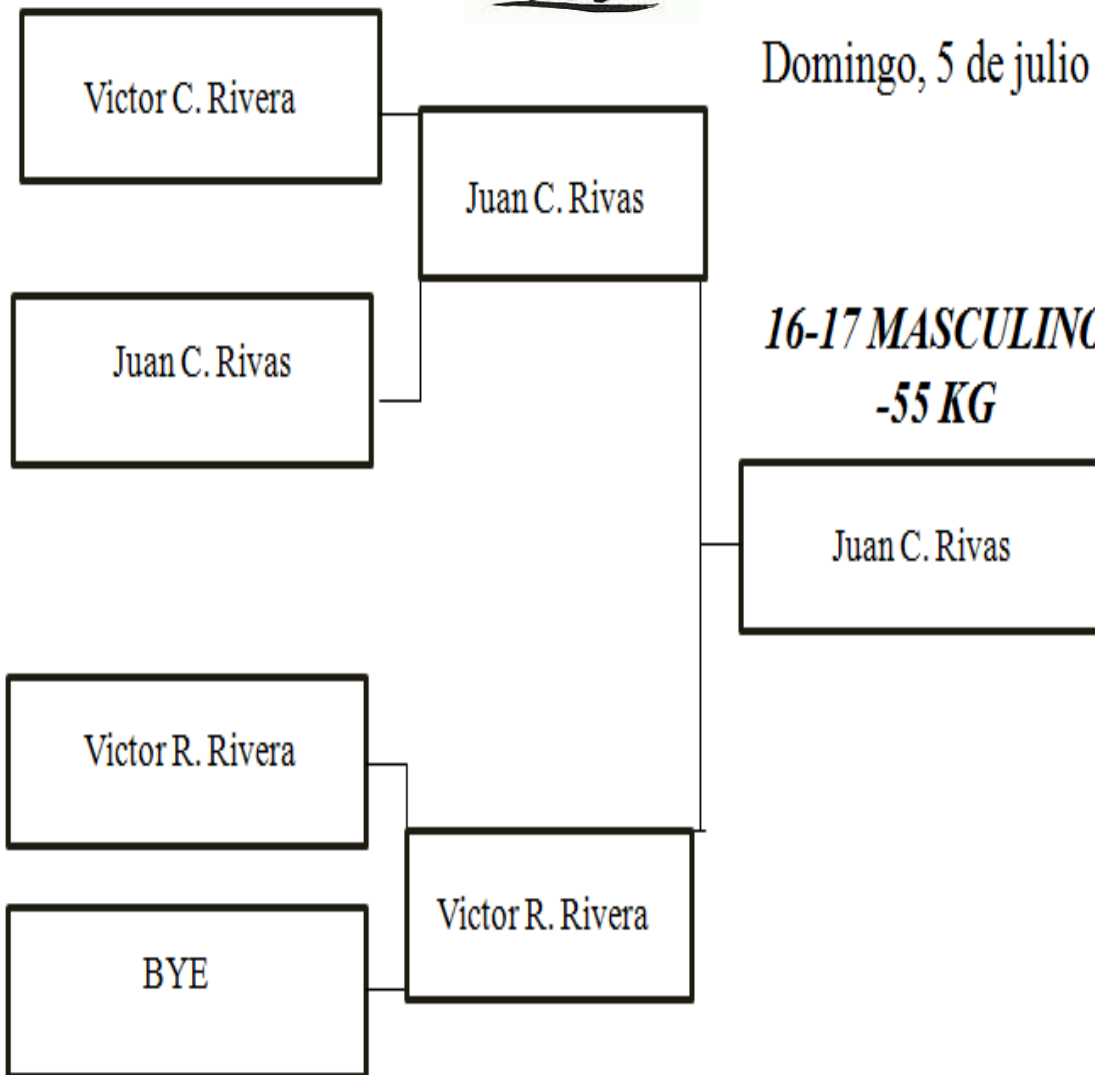 Domingo, 5 de julio
Victor C. Rivera
Juan C. Rivas
Juan C. Rivas
16-17 MASCULINO
-55 KG
Juan C. Rivas
Victor R. Rivera
Victor R. Rivera
BYE